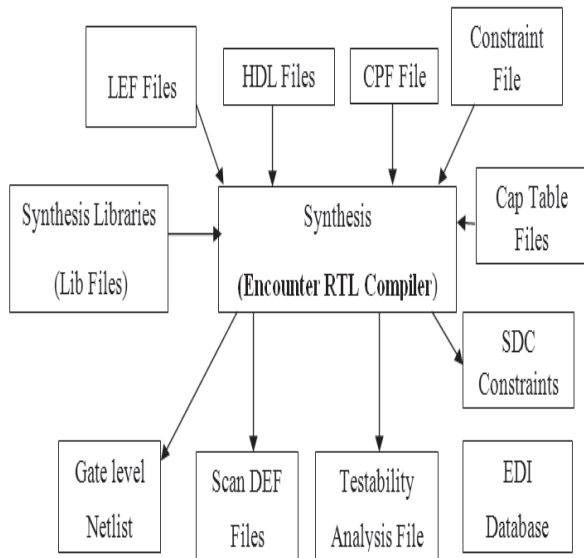 LEF Files
HDL Files
CPF File
Constraint
File
Synthesis Libraries
(Lib Files)
Synthesis
(Encounter RTL Compiler)
Cap Table
Files
SDC
Constraints
Gate level
Netlist
Scan DEF
Files
Testability
Analysis File
EDI
Database